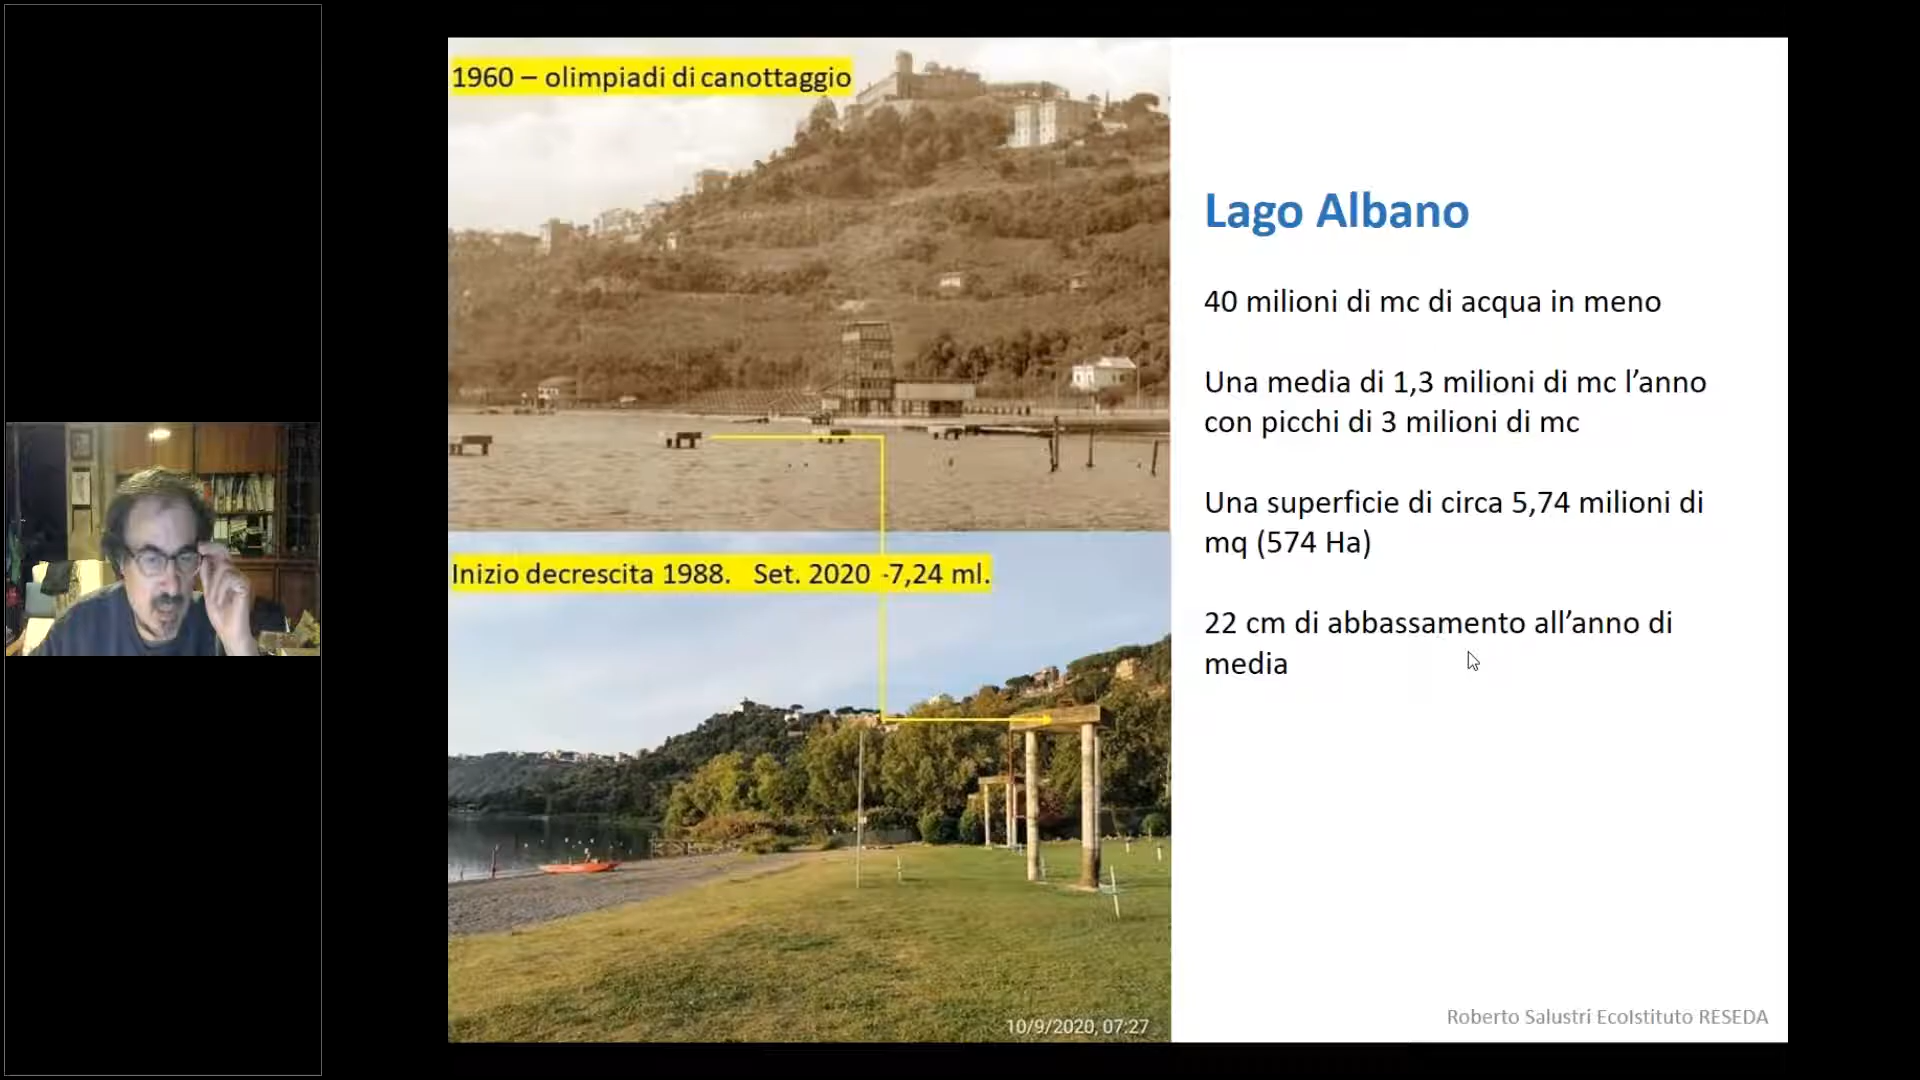 1960 – olimpiadi di canottaggio
Inizio decrescita 1988. Set. 2020 -7,24 ml.
10/9/2020, 07:27
Lago Albano
40 milioni di mc di acqua in meno
Una media di 1,3 milioni di mc l’anno
con picchi di 3 milioni di mc
Una superficie di circa 5,74 milioni di
mq (574 Ha)
22 cm di abbassamento all’anno di
media
Roberto Salustri EcoIstituto RESEDA